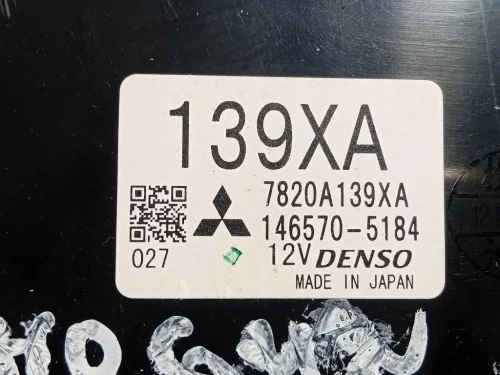 139XA
7820A139XA
146570-5184
027
12V DENSO
MADE IN JAPAN